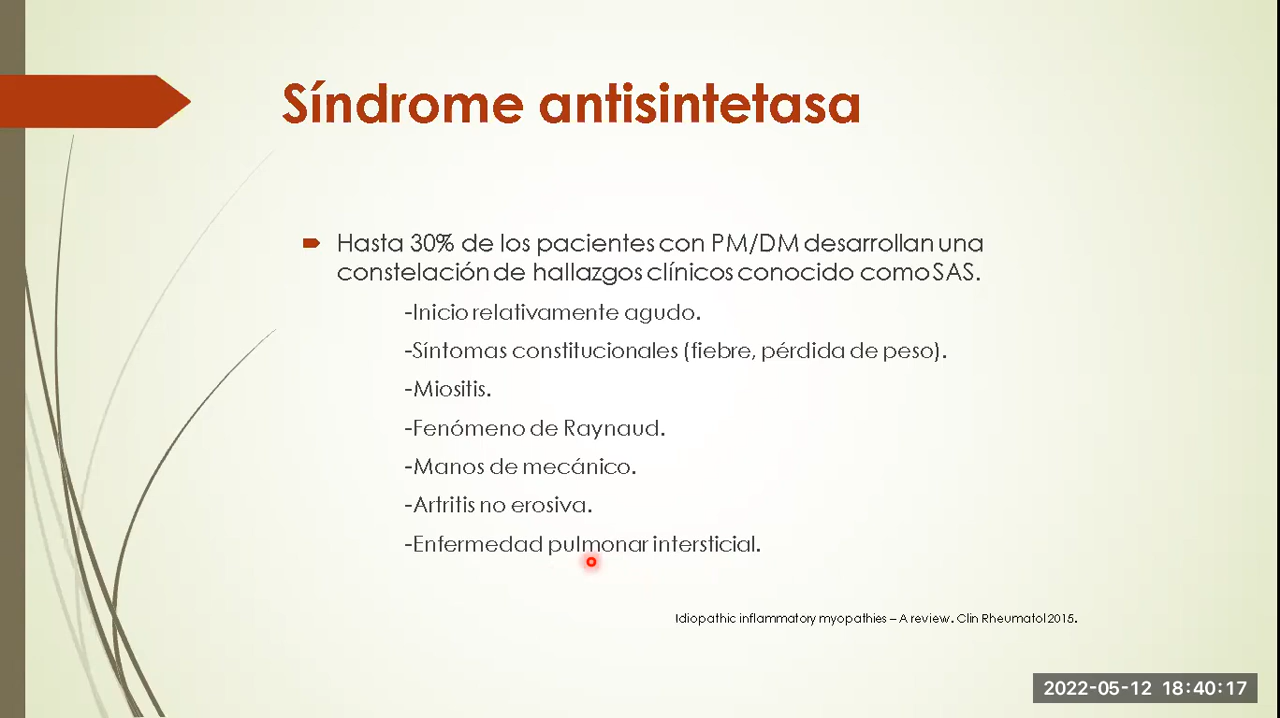 Síndrome antisintetasa
Hasta 30% de los pacientes con PM/DM desarrollan una
constelación de hallazgos clínicos conocido como SAS.
-Inicio relativamente agudo.
-Síntomas constitucionales (fiebre, pérdida de peso).
-Miositis.
-Fenómeno de Raynaud.
-Manos de mecánico.
-Artritis no erosiva.
-Enfermedad pulmonar intersticial.
Idiopathic inflammatory myopathies – A review. Clin Rheumatol 2015.
2022-05-12 18:40:17